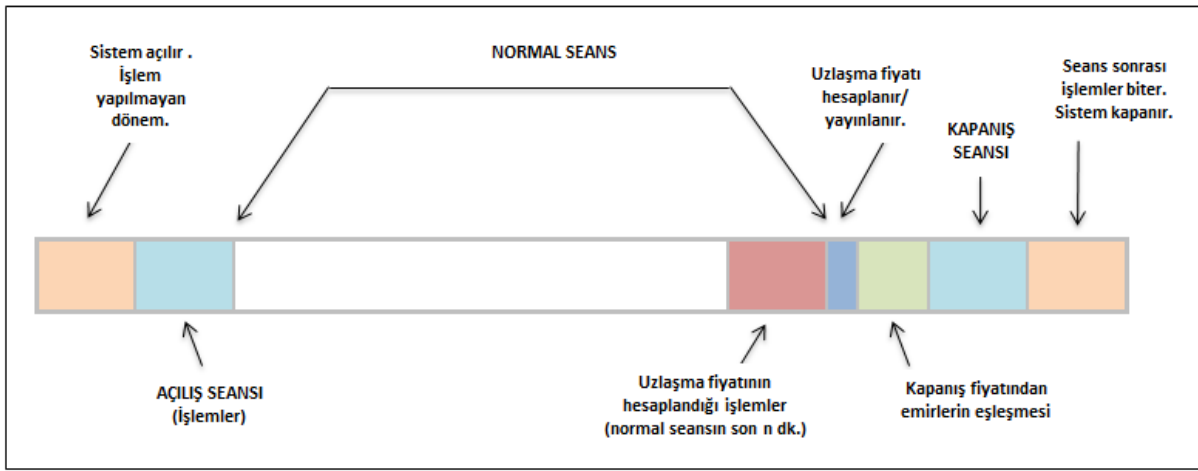 Sistem açılır .
İşlem
yapılmayan
dönem.
NORMAL SEANS
Uzlaşma fiyatı
hesaplanır/
yayınlanır.
KAPANIŞ
SEANSI
Seans sonrası
işlemler biter.
Sistem kapanır.
AÇILIŞ SEANSI
(İşlemler)
Uzlaşma fiyatının
hesaplandığı işlemler
(normal seansın son n dk.)
Kapanış fiyatından
emirlerin eşleşmesi